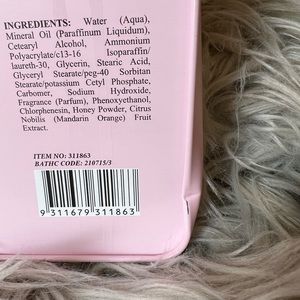 INGREDIENTS: Water (Aqua),
Mineral Oil (Paraffinum Liquidum),
Cetearyl Alcohol, Ammonium
Polyacrylate/c13-16 Isoparaffin/
laureth-30, Glycerin, Stearic Acid,
Glyceryl Stearate/peg-40 Sorbitan
Stearate/potassium Cetyl Phosphate,
Carbomer, Sodium Hydroxide,
Fragrance (Parfum), Phenoxyethanol,
Chlorphenesin, Honey Powder, Citrus
Nobilis (Mandarin Orange) Fruit
Extract.
ITEM NO: 311863
BATHC CODE: 210715/3
9 311679 311863